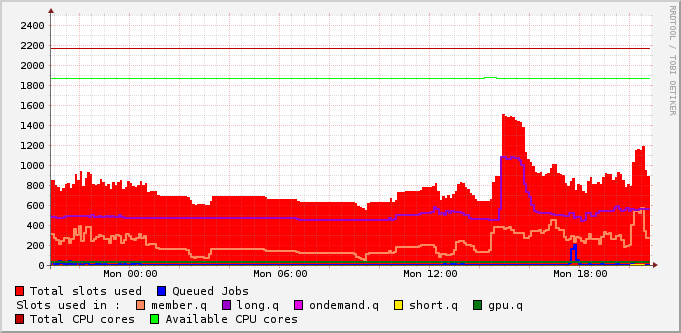 RRDTOOL / TOBI OETIKER
2400
2200
2000
1800
1600
1400
1200
1000
800
600
400
200
0
Mon 00:00 Mon 06:00 Mon 12:00 Mon 18:00
Total slots used Queued Jobs
Slots used in : member.q long.q ondemand.q short.q gpu.q
Total CPU cores Available CPU cores